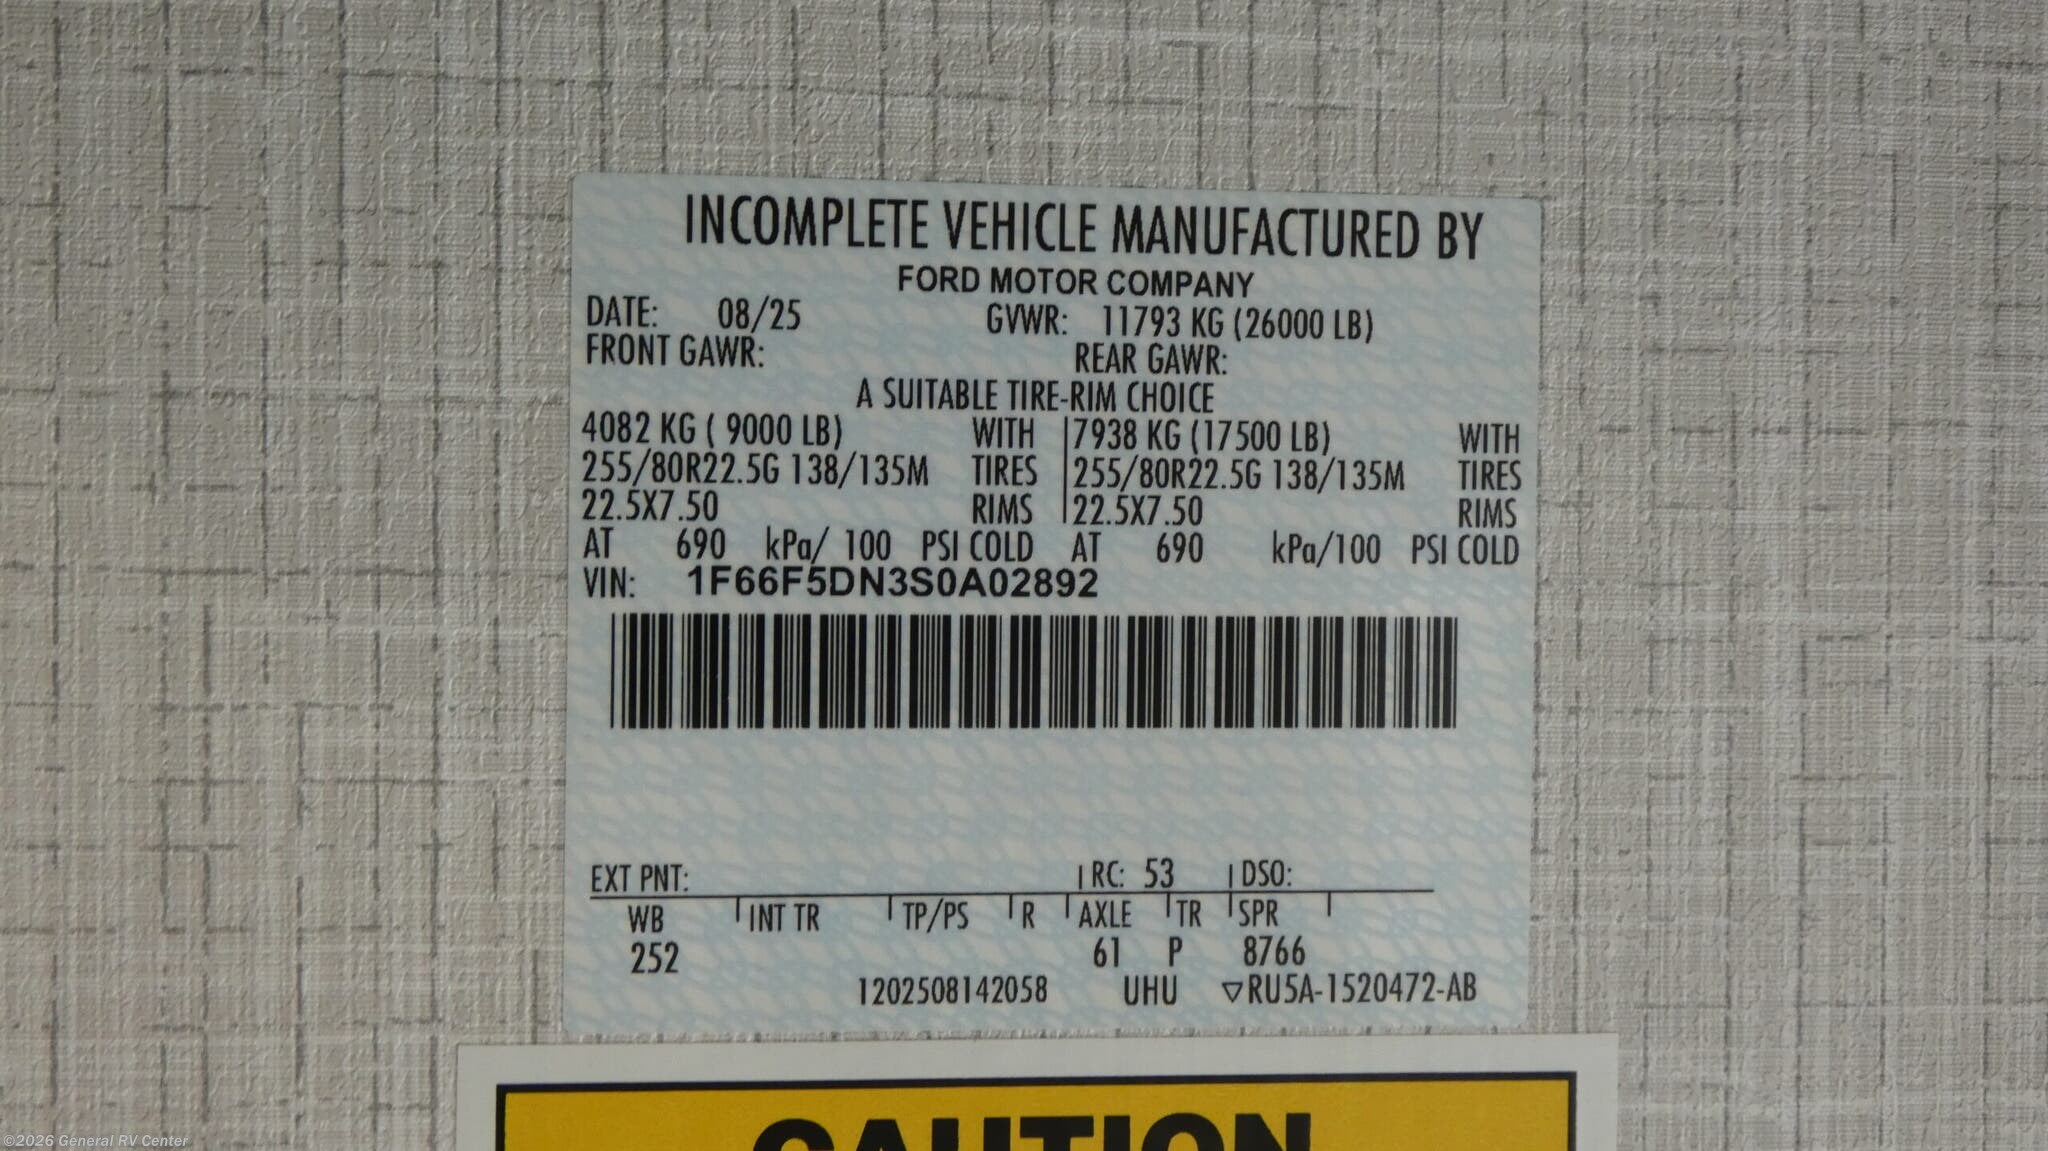 INCOMPLETE VEHICLE MANUFACTURED BY
FORD MOTOR COMPANY
DATE: 08/25 GVWR: 11793 KG (26000 LB)
FRONT GAWR: REAR GAWR:
A SUITABLE TIRE-RIM CHOICE
4082 KG ( 9000 LB) WITH 7938 KG (17500 LB) WITH
255/80R22.5G 138/135M TIRES 255/80R22.5G 138/135M TIRES
22.5X7.50 RIMS 22.5X7.50 RIMS
AT 690 kPa/ 100 PSI COLD AT 690 kPa/100 PSI COLD
VIN: 1F66F5DN3S0A02892
EXT PNT: RC: 53 DSO:
WB INT TR TP/PS R AXLE TR SPR
252 61 P 8766
1202508142058 UHU ▽RU5A-1520472-AB
CAUTION
©2026 General RV Center